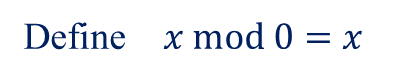 Define x mod 0 = x